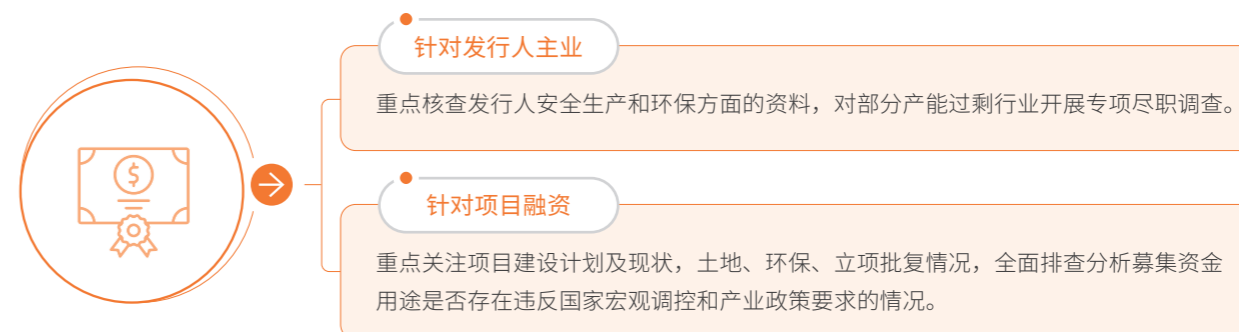 针对发行人主业
重点核查发行人安全生产和环保方面的资料，对部分产能过剩行业开展专项尽职调查。
针对项目融资
重点关注项目建设计划及现状，土地、环保、立项批复情况，全面排查分析募集资金
用途是否存在违反国家宏观调控和产业政策要求的情况。